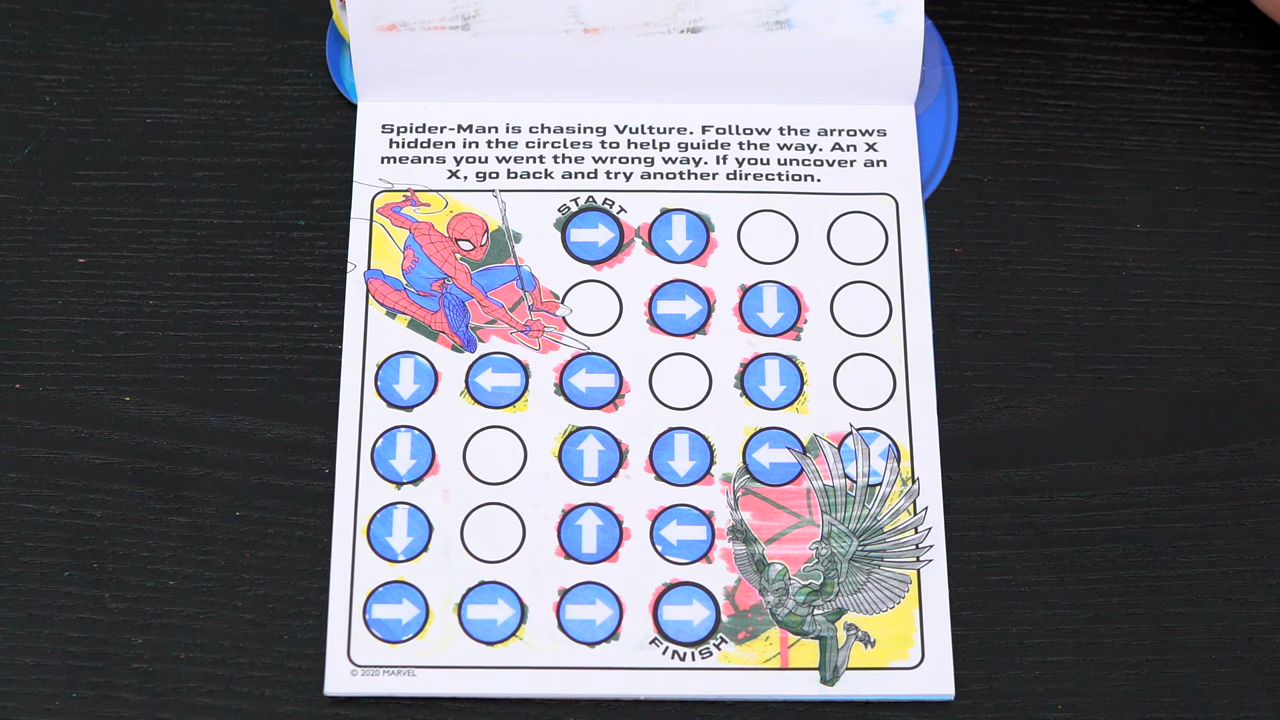 Spider-Man is chasing Vulture. Follow the arrows
hidden in the circles to help guide the way. An X
means you went the wrong way. If you uncover an
X, go back and try another direction.
START
X
FINISH
© 2020 MARVEL